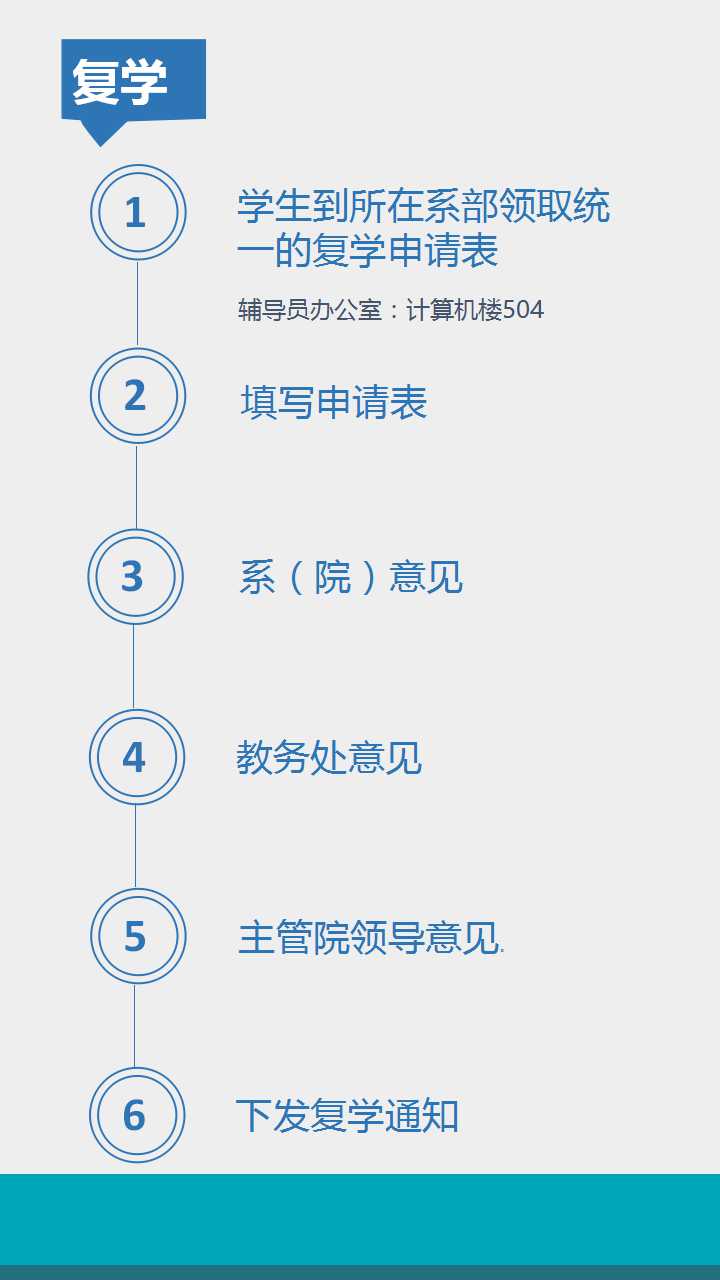 复学
1
学生到所在系部领取统
一的复学申请表
辅导员办公室：计算机楼504
2
填写申请表
3
系（院）意见
4
教务处意见
5
主管院领导意见.
6
下发复学通知